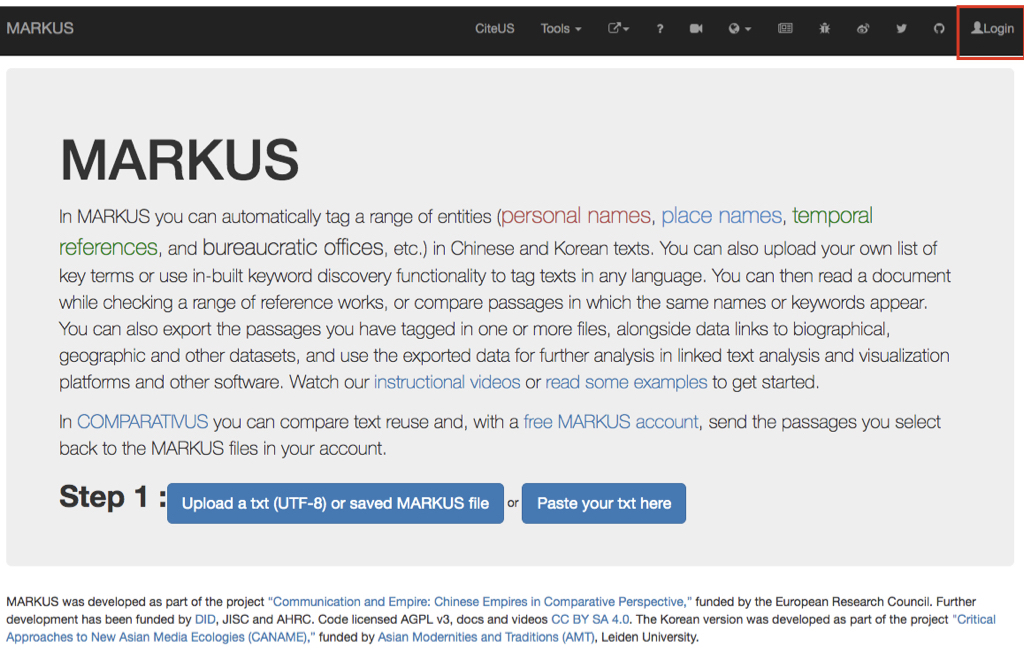 MARKUS CiteUS Tools ? Login
MARKUS
In MARKUS you can automatically tag a range of entities (personal names, place names, temporal
references, and bureaucratic offices, etc.) in Chinese and Korean texts. You can also upload your own list of
key terms or use in-built keyword discovery functionality to tag texts in any language. You can then read a document
while checking a range of reference works, or compare passages in which the same names or keywords appear.
You can also export the passages you have tagged in one or more files, alongside data links to biographical,
geographic and other datasets, and use the exported data for further analysis in linked text analysis and visualization
platforms and other software. Watch our instructional videos or read some examples to get started.
In COMPARATIVUS you can compare text reuse and, with a free MARKUS account, send the passages you select
back to the MARKUS files in your account.
Step 1 : Upload a txt (UTF-8) or saved MARKUS file or Paste your txt here
MARKUS was developed as part of the project "Communication and Empire: Chinese Empires in Comparative Perspective," funded by the European Research Council. Further
development has been funded by DID, JISC and AHRC. Code licensed AGPL v3, docs and videos CC BY SA 4.0. The Korean version was developed as part of the project "Critical
Approaches to New Asian Media Ecologies (CANAME)," funded by Asian Modernities and Traditions (AMT), Leiden University.